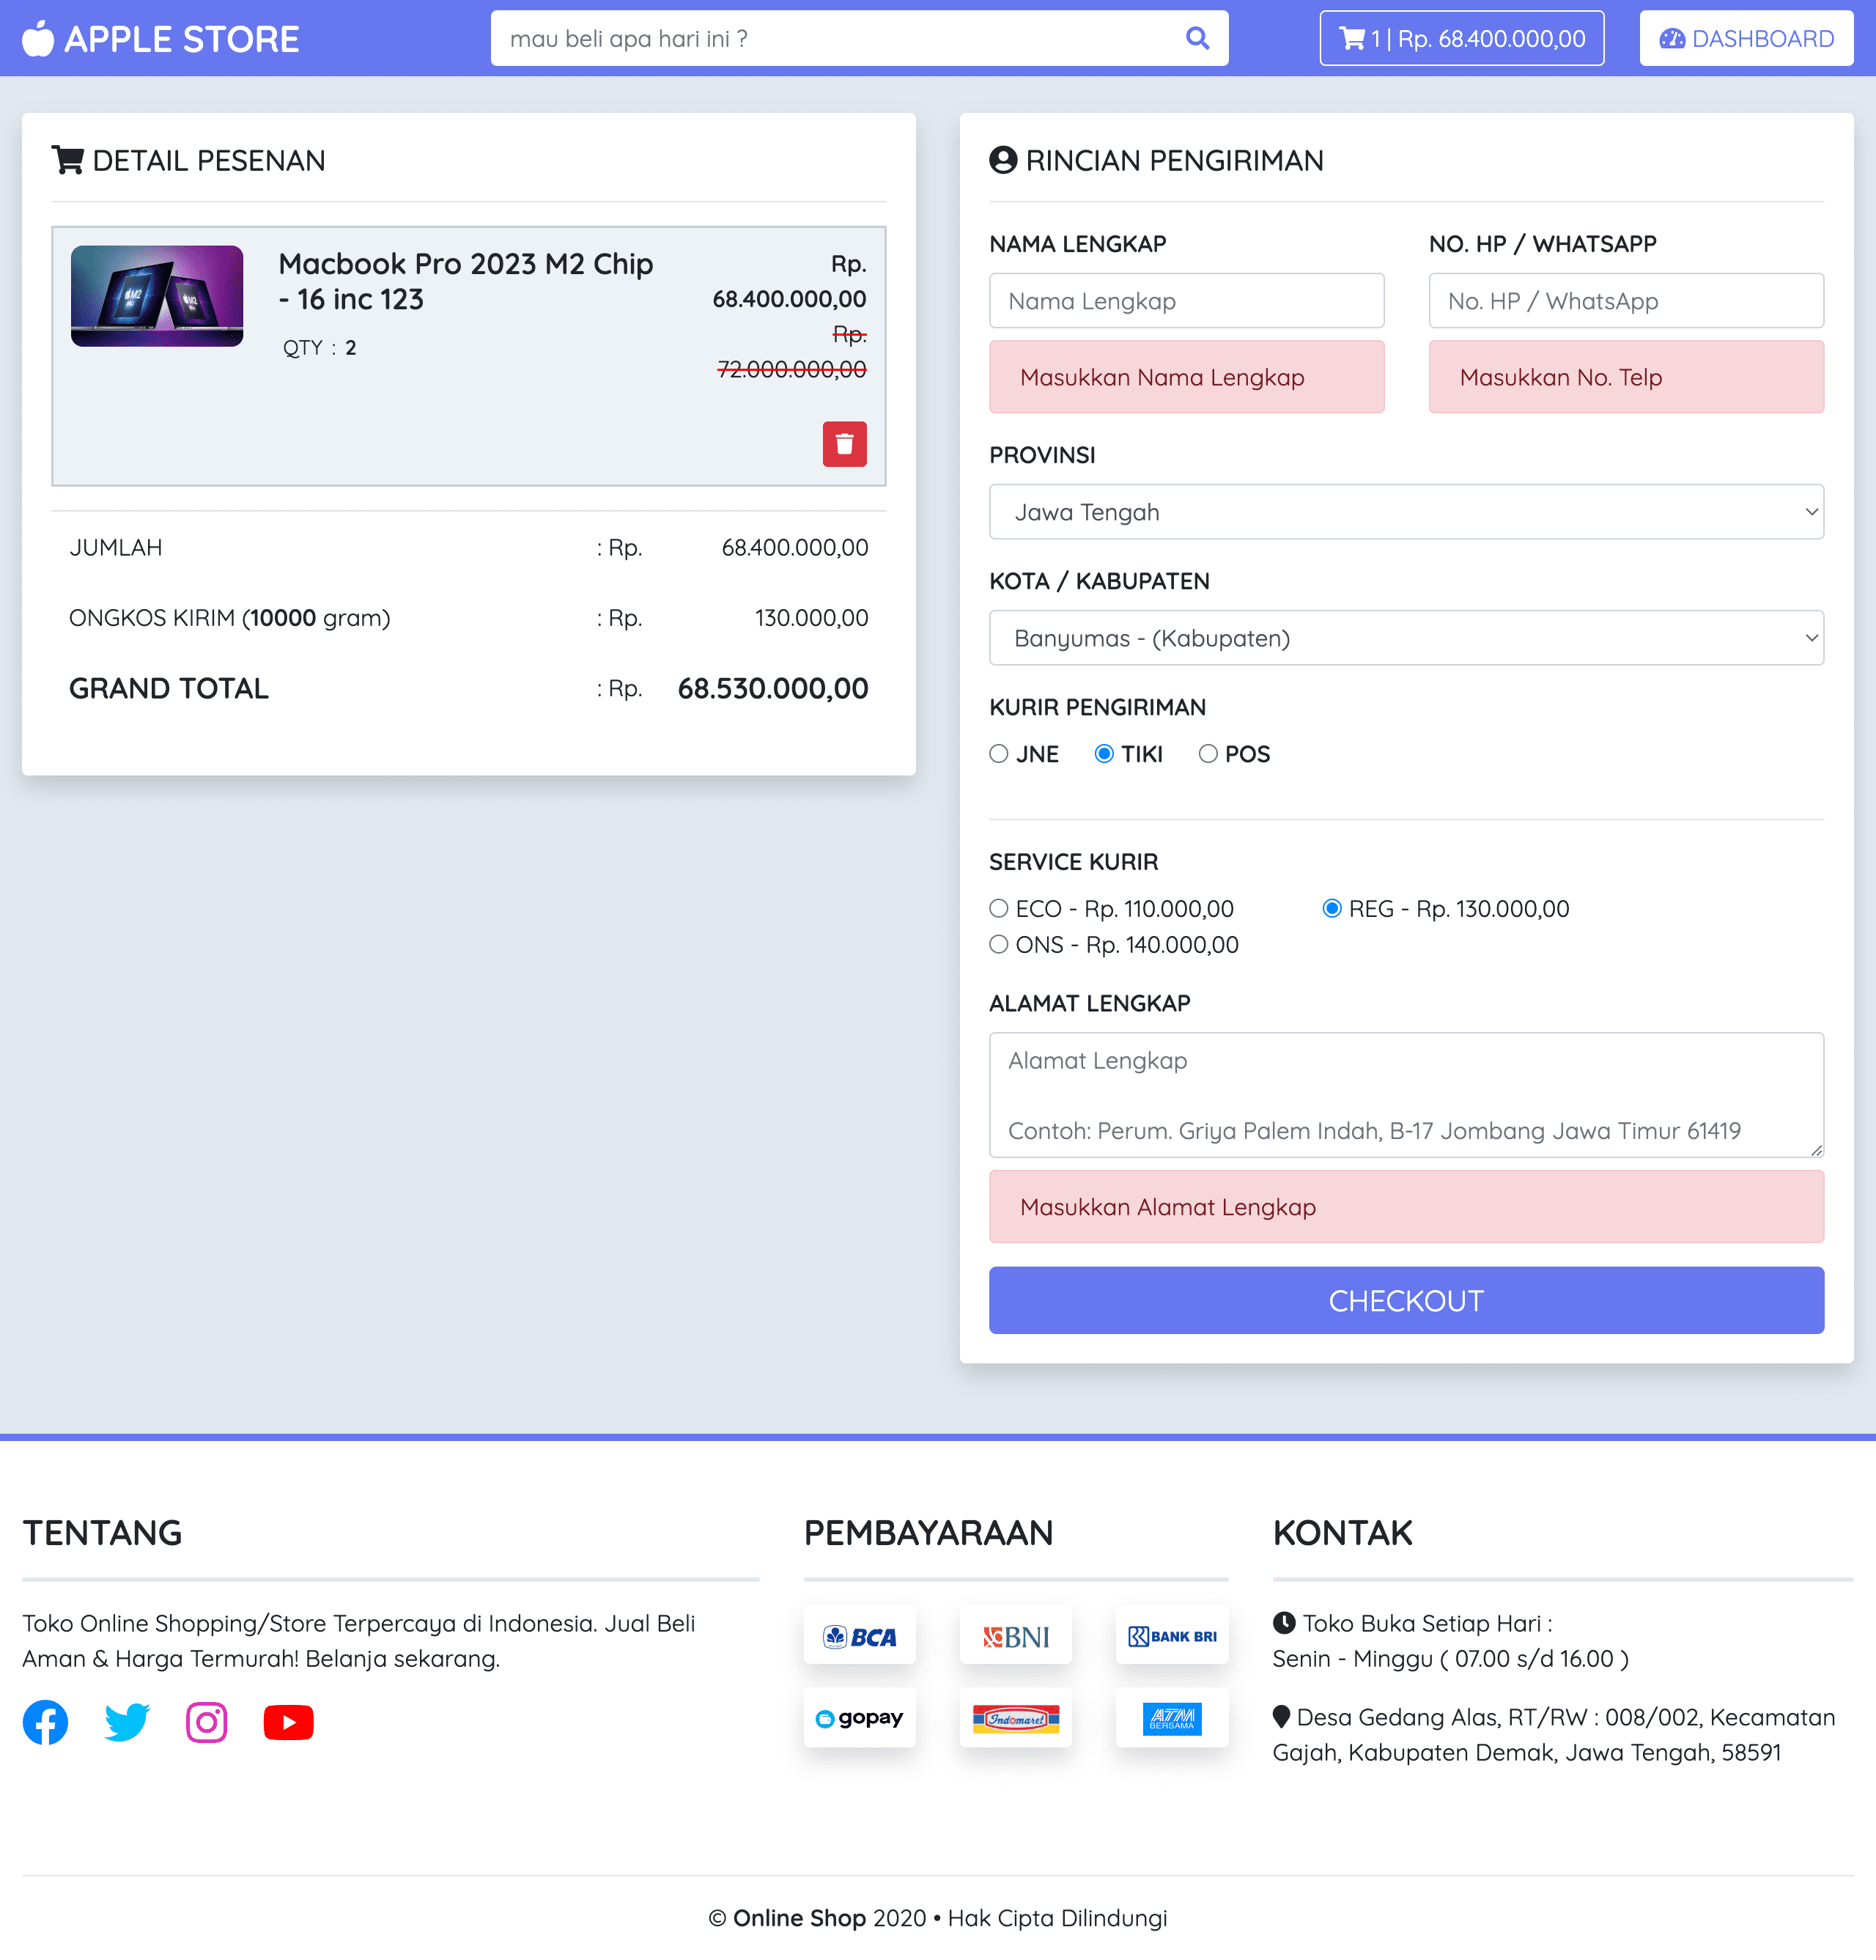 APPLE STORE
mau beli apa hari ini ?
1 | Rp. 68.400.000,00
DASHBOARD
DETAIL PESENAN
Macbook Pro 2023 M2 Chip
- 16 inc 123
QTY : 2
Rp.
68.400.000,00
Rp.
72.000.000,00
JUMLAH : Rp. 68.400.000,00
ONGKOS KIRIM (10000 gram) : Rp. 130.000,00
GRAND TOTAL : Rp. 68.530.000,00
RINCIAN PENGIRIMAN
NAMA LENGKAP
Nama Lengkap
Masukkan Nama Lengkap
NO. HP / WHATSAPP
No. HP / WhatsApp
Masukkan No. Telp
PROVINSI
Jawa Tengah
KOTA / KABUPATEN
Banyumas - (Kabupaten)
KURIR PENGIRIMAN
JNE TIKI POS
SERVICE KURIR
ECO - Rp. 110.000,00 REG - Rp. 130.000,00
ONS - Rp. 140.000,00
ALAMAT LENGKAP
Alamat Lengkap
Contoh: Perum. Griya Palem Indah, B-17 Jombang Jawa Timur 61419
Masukkan Alamat Lengkap
CHECKOUT
TENTANG
Toko Online Shopping/Store Terpercaya di Indonesia. Jual Beli
Aman & Harga Termurah! Belanja sekarang.
PEMBAYARAAN
BCA BNI BANK BRI
gopay Indomaret ATM BERSAMA
KONTAK
Toko Buka Setiap Hari :
Senin - Minggu ( 07.00 s/d 16.00 )
Desa Gedang Alas, RT/RW : 008/002, Kecamatan
Gajah, Kabupaten Demak, Jawa Tengah, 58591
© Online Shop 2020 • Hak Cipta Dilindungi